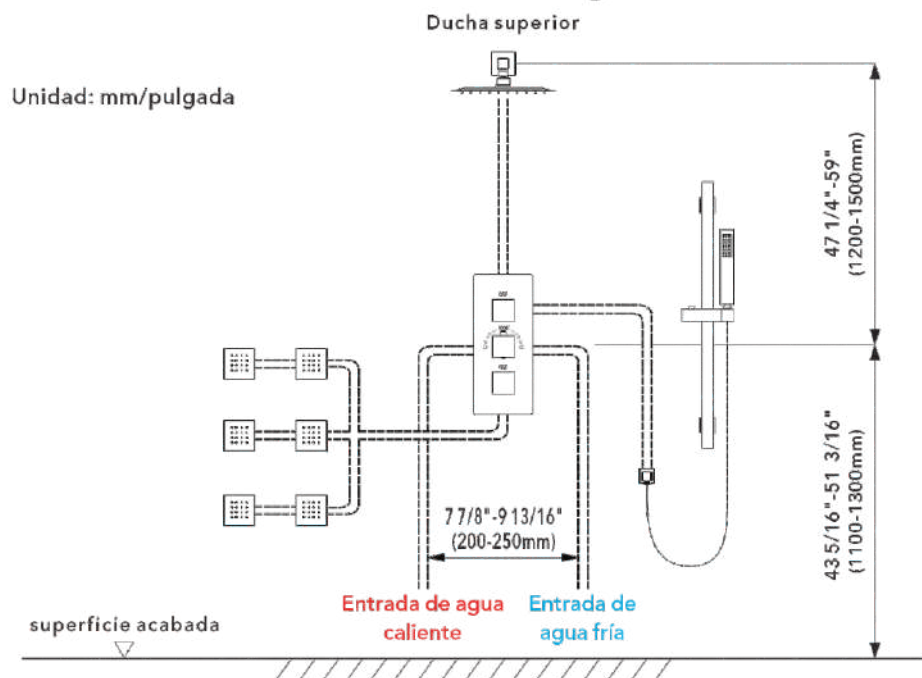 Ducha superior
Unidad: mm/pulgada
47 1/4"-59"
(1200-1500mm)
43 5/16"-51 3/16"
(1100-1300mm)
7 7/8"-9 13/16"
(200-250mm)
Entrada de agua
caliente
Entrada de
agua fría
superficie acabada